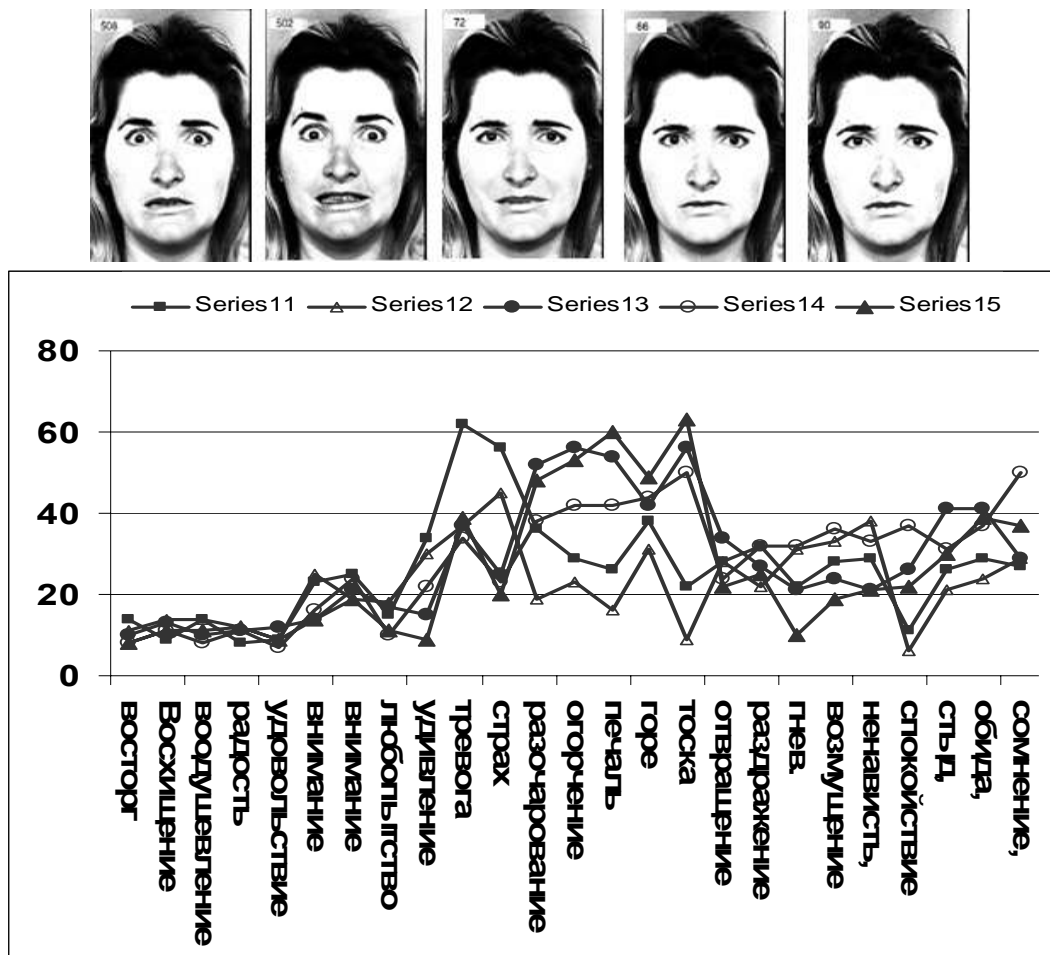 508 502 72 66 90
Series11 Series12 Series13 Series14 Series15
80
60
40
20
0
восторг
Восхищение
воодушевление
радость
удовольствие
внимание
внимание
любопытство
удивление
тревога
страх
разочарование
огорчение
печаль
горе
тоска
отвращение
раздражение
гнев.
возмущение
ненависть,
спокойствие
стыд,
обида,
сомнение,